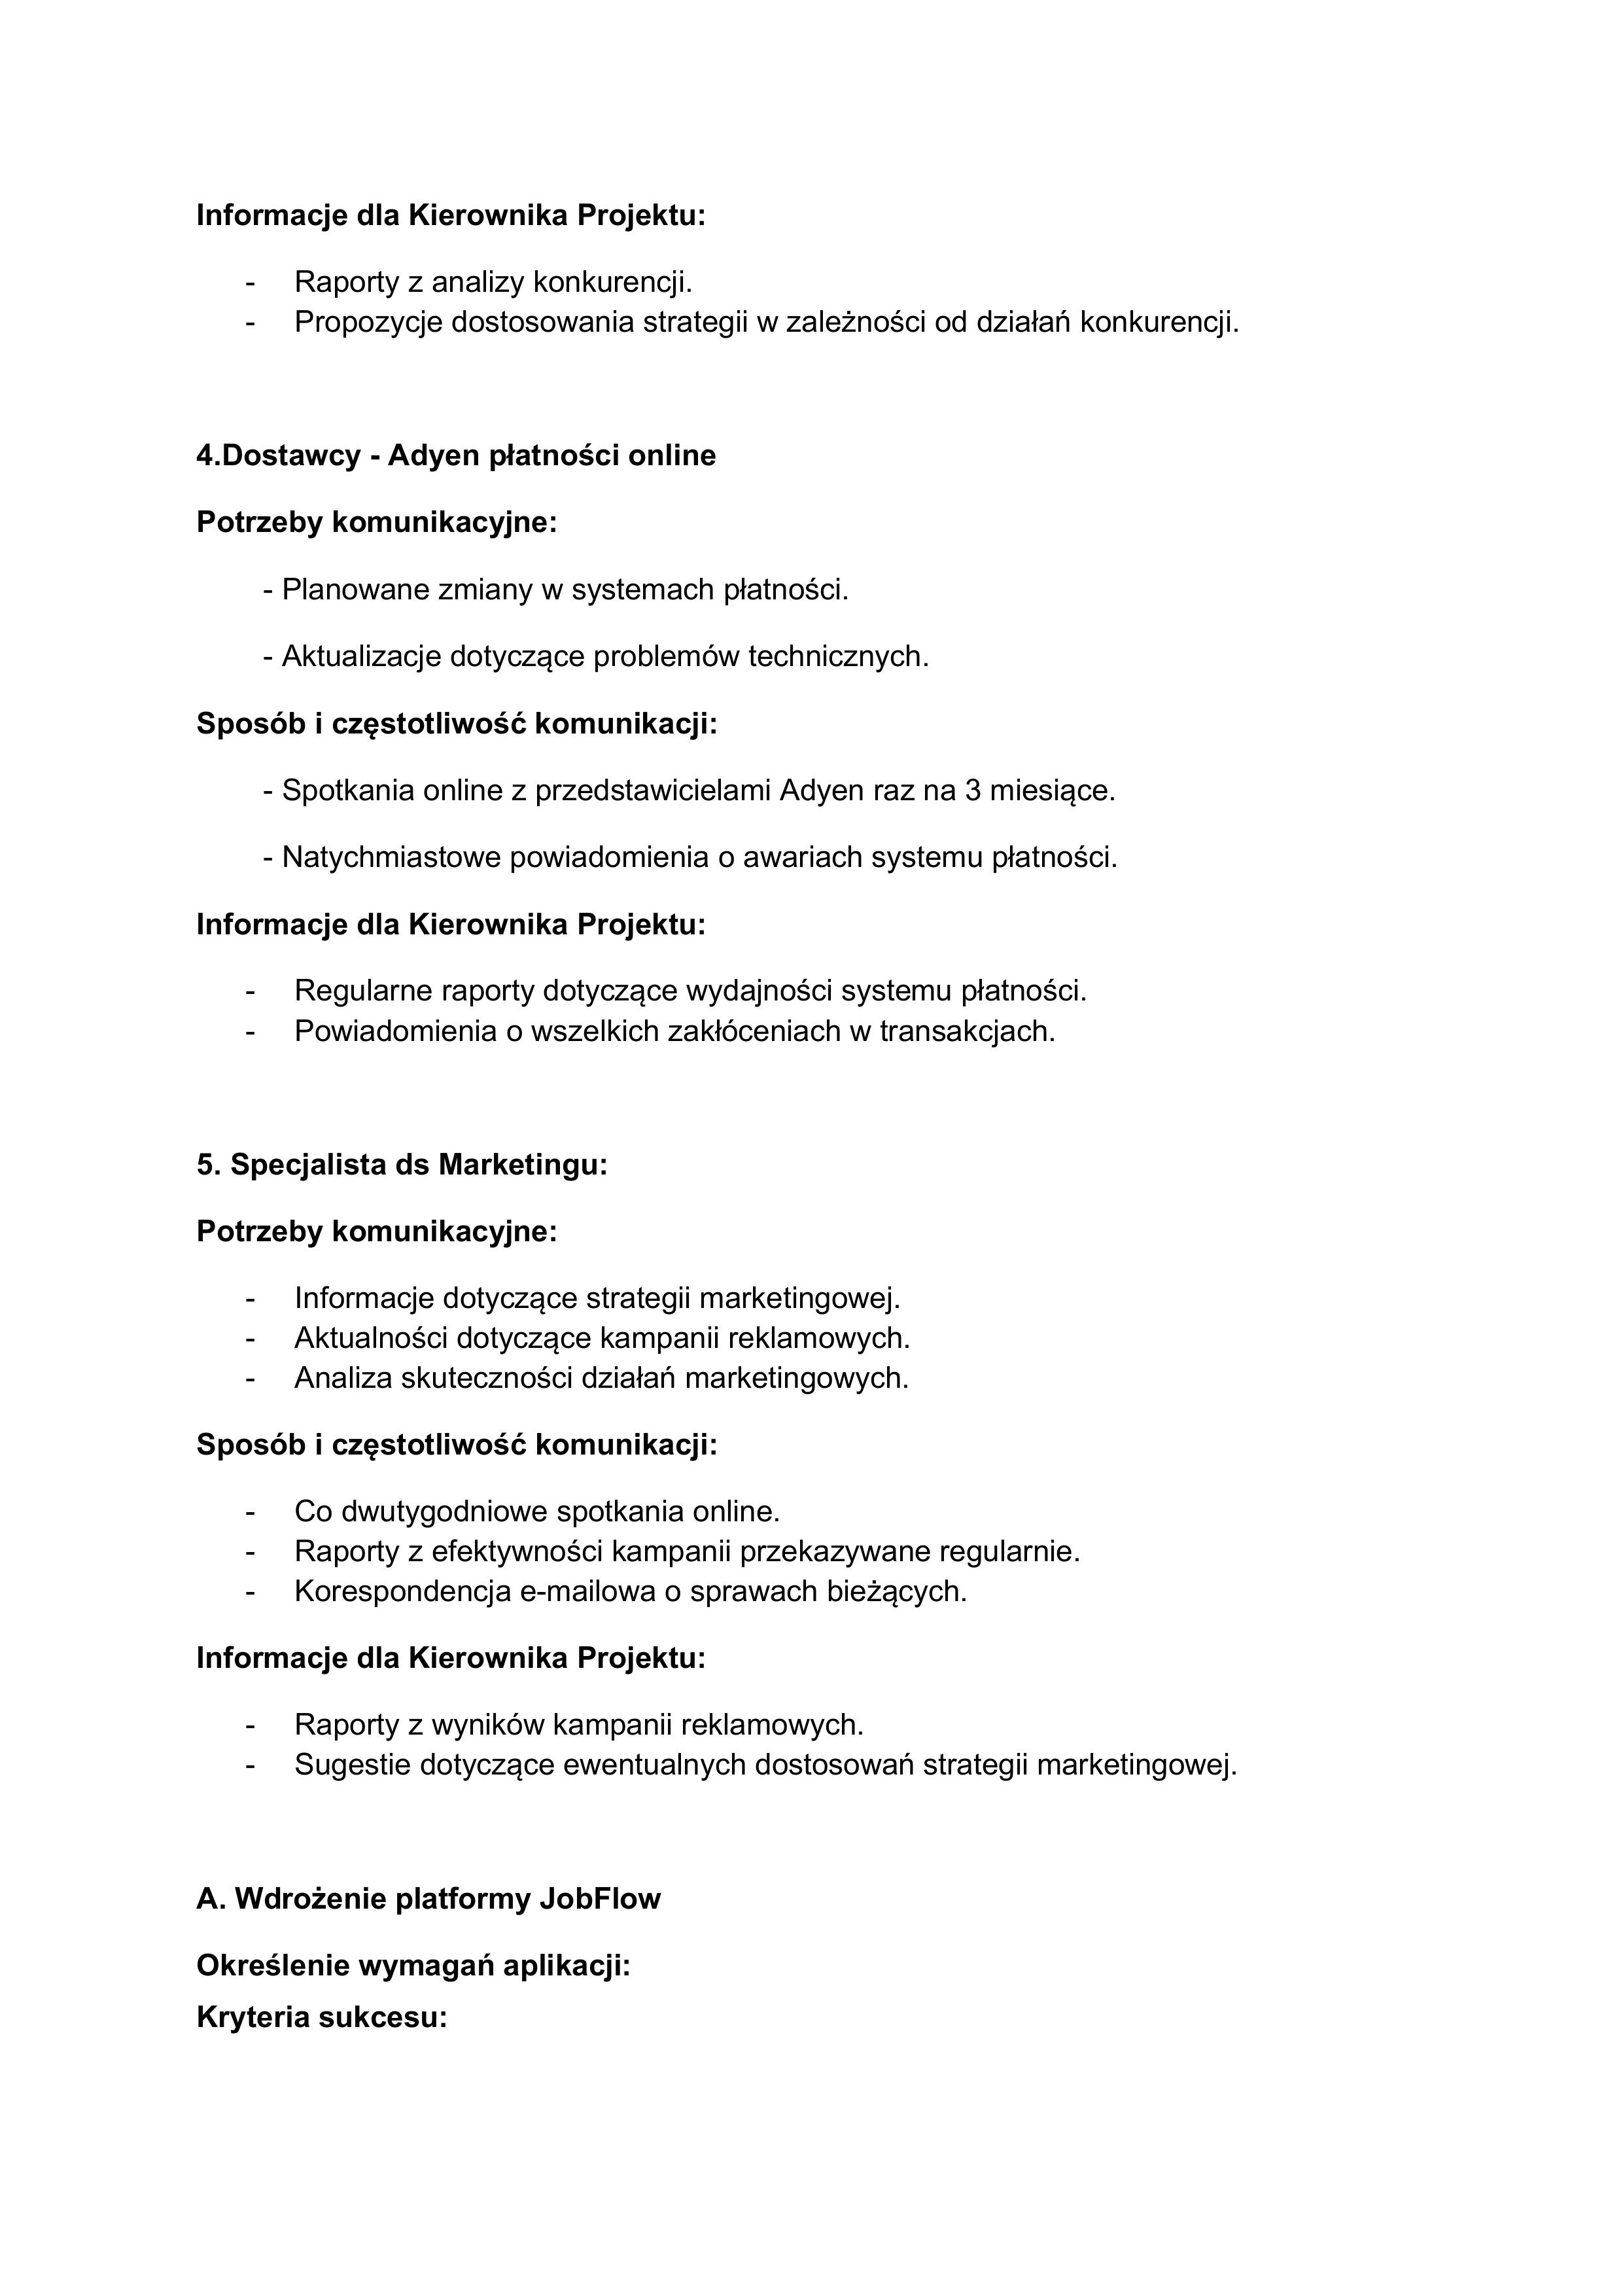 Informacje dla Kierownika Projektu:
- Raporty z analizy konkurencji.
- Propozycje dostosowania strategii w zależności od działań konkurencji.
4.Dostawcy - Adyen płatności online
Potrzeby komunikacyjne:
- Planowane zmiany w systemach płatności.
- Aktualizacje dotyczące problemów technicznych.
Sposób i częstotliwość komunikacji:
- Spotkania online z przedstawicielami Adyen raz na 3 miesiące.
- Natychmiastowe powiadomienia o awariach systemu płatności.
Informacje dla Kierownika Projektu:
- Regularne raporty dotyczące wydajności systemu płatności.
- Powiadomienia o wszelkich zakłóceniach w transakcjach.
5. Specjalista ds Marketingu:
Potrzeby komunikacyjne:
- Informacje dotyczące strategii marketingowej.
- Aktualności dotyczące kampanii reklamowych.
- Analiza skuteczności działań marketingowych.
Sposób i częstotliwość komunikacji:
- Co dwutygodniowe spotkania online.
- Raporty z efektywności kampanii przekazywane regularnie.
- Korespondencja e-mailowa o sprawach bieżących.
Informacje dla Kierownika Projektu:
- Raporty z wyników kampanii reklamowych.
- Sugestie dotyczące ewentualnych dostosowań strategii marketingowej.
A. Wdrożenie platformy JobFlow
Określenie wymagań aplikacji:
Kryteria sukcesu: